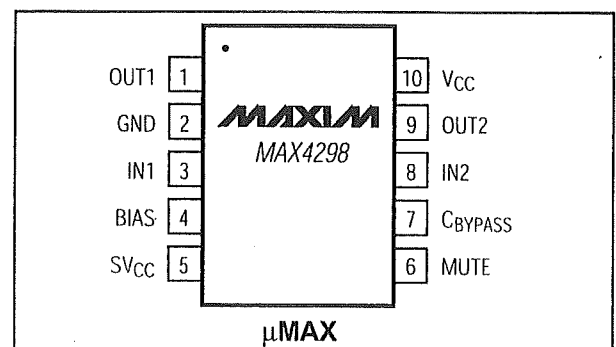 OUT1 1 10 VCC
GND 2 MAXIM 9 OUT2
MAX4298
IN1 3 8 IN2
BIAS 4 7 CBYPASS
SVCC 5 6 MUTE
μMAX